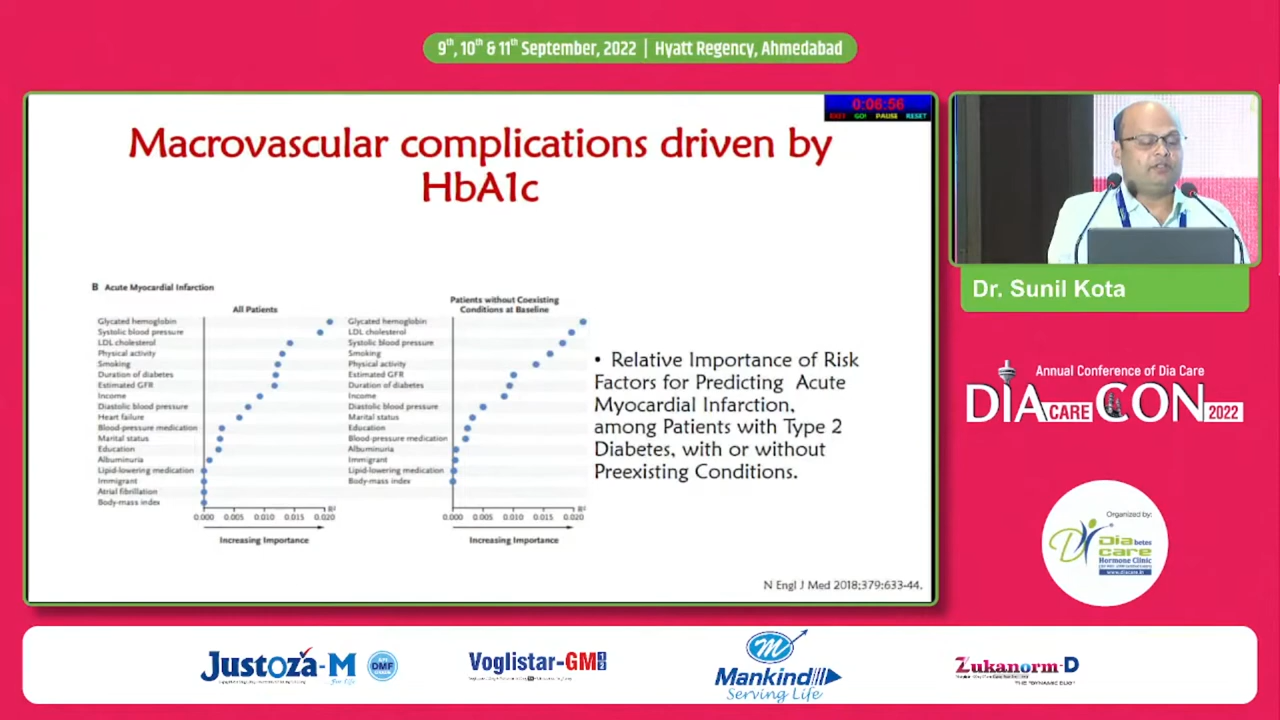 9th, 10th & 11th September, 2022 | Hyatt Regency, Ahmedabad
0:06:56
EXIT GO! PAUSE RESET
Macrovascular complications driven by
HbA1c
B Acute Myocardial Infarction
All Patients
Glycated hemoglobin
Systolic blood pressure
LDL cholesterol
Physical activity
Smoking
Duration of diabetes
Estimated GFR
Income
Diastolic blood pressure
Heart failure
Blood-pressure medication
Marital status
Education
Albuminuria
Lipid-lowering medication
Immigrant
Atrial fibrillation
Body-mass index
0.000 0.005 0.010 0.015 0.020
R²
Increasing Importance
Patients without Coexisting
Conditions at Baseline
Glycated hemoglobin
LDL cholesterol
Systolic blood pressure
Smoking
Physical activity
Estimated GFR
Duration of diabetes
Income
Diastolic blood pressure
Marital status
Education
Blood-pressure medication
Albuminuria
Immigrant
Lipid-lowering medication
Body-mass index
0.000 0.005 0.010 0.015 0.020
R²
Increasing Importance
• Relative Importance of Risk
Factors for Predicting Acute
Myocardial Infarction,
among Patients with Type 2
Diabetes, with or without
Preexisting Conditions.
N Engl J Med 2018;379:633-44.
Dr. Sunil Kota
Annual Conference of Dia Care
DIA CARE CON 2022
Organized by:
Diabetes
care
Hormone Clinic
www.diacare.in
Justoza-M
DMF
Voglistar-GM
Mankind
Serving Life
Zukanorm-D
THE DYNAMIC DUO